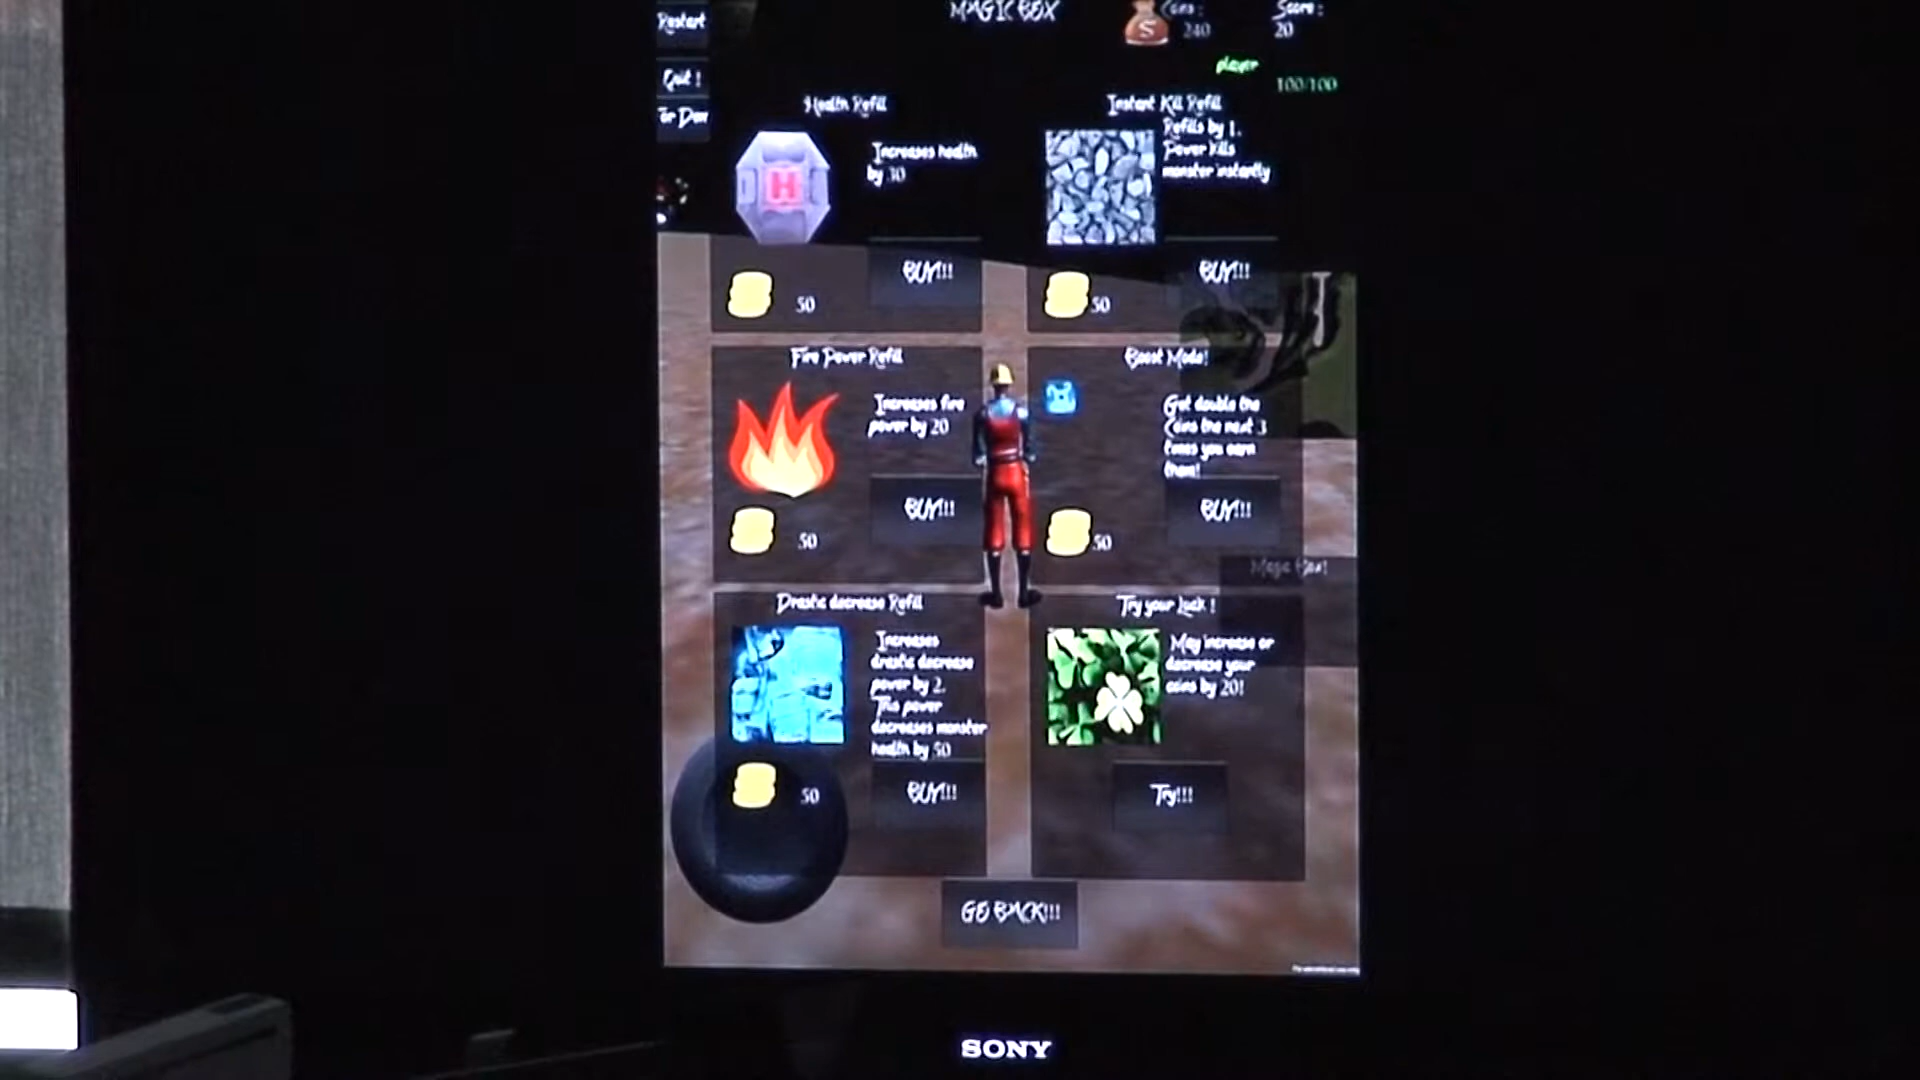 Restart
MAGIC BOX
Coins :
240
Score :
20
Quit !
player
100/100
Health Refill
Increases health
by 30
BUY!!!
50
Instant Kill Refill
Refills by 1.
Power kills
monster instantly
BUY!!!
50
Fire Power Refill
Increases fire
power by 20
BUY!!!
50
Boost Mode!
Get double the
Coins the next 3
times you earn
them!
BUY!!!
50
Magic Box!
Drastic decrease Refill
Increases
drastic decrease
power by 2.
This power
decreases monster
health by 50
BUY!!!
50
Try your Luck !
May increase or
decrease your
coins by 20!
Try!!!
GO BACK!!!
SONY